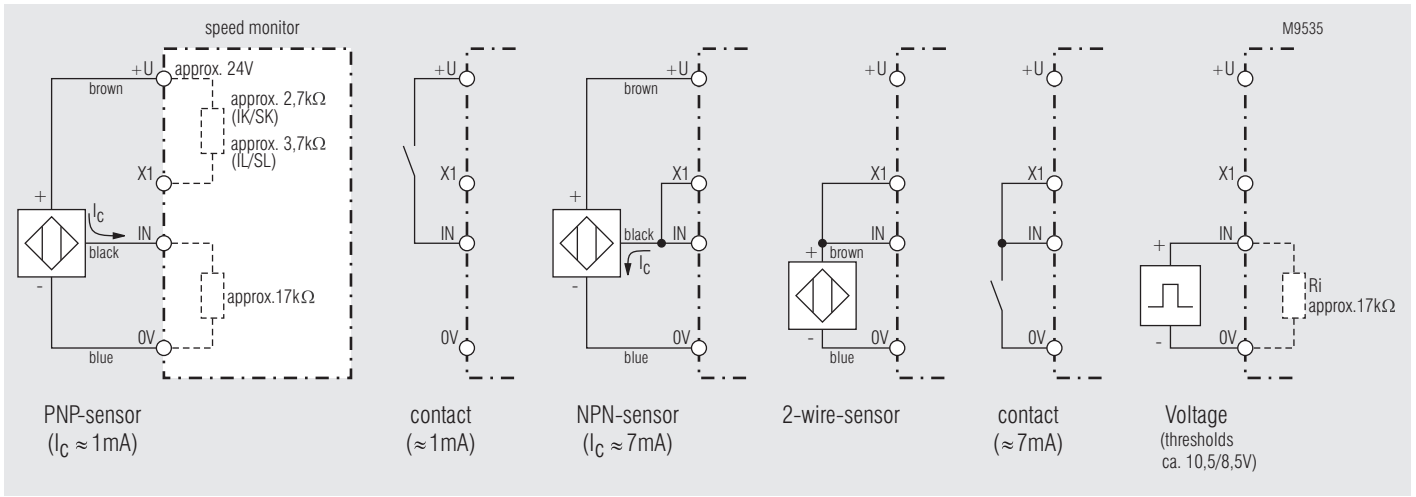 speed monitor
M9535
+U
approx. 24V
brown
approx. 2,7kΩ
(IK/SK)
approx. 3,7kΩ
(IL/SL)
X1
+
IC
IN
black
-
approx.17kΩ
0V
blue
PNP-sensor
(IC ≈ 1mA)
+U
X1
IN
0V
contact
(≈1mA)
+U
brown
X1
+
black
IN
IC
-
0V
blue
NPN-sensor
(IC ≈ 7mA)
+U
X1
IN
+
brown
-
0V
blue
2-wire-sensor
+U
X1
IN
0V
contact
(≈7mA)
+U
X1
IN
+
Ri
approx.17kΩ
-
0V
Voltage
(thresholds
ca. 10,5/8,5V)